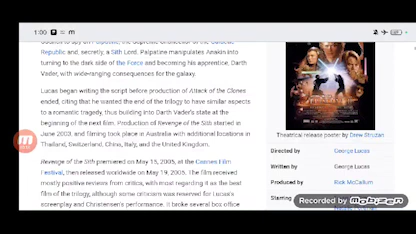 1:00
Republic and, secretly, a Sith Lord. Palpatine manipulates Anakin into
turning to the dark side of the Force and becoming his apprentice, Darth
Vader, with wide-ranging consequences for the galaxy.
Lucas began writing the script before production of Attack of the Clones
ended, citing that he wanted the end of the trilogy to have similar aspects
to a romantic tragedy, thus building into Darth Vader's state at the
beginning of the next film. Production of Revenge of the Sith started in
June 2003, and filming took place in Australia with additional locations in
Thailand, Switzerland, China, Italy, and the United Kingdom.
Revenge of the Sith premiered on May 15, 2005, at the Cannes Film
Festival, then released worldwide on May 19, 2005. The film received
mostly positive reviews from critics, with most regarding it as the best
film of the trilogy, although some criticism was reserved for Lucas's
screenplay and Christensen's performance. It broke several box office
Theatrical release poster by Drew Struzan
Directed by George Lucas
Written by George Lucas
Produced by Rick McCallum
Starring
Recorded by mobizen